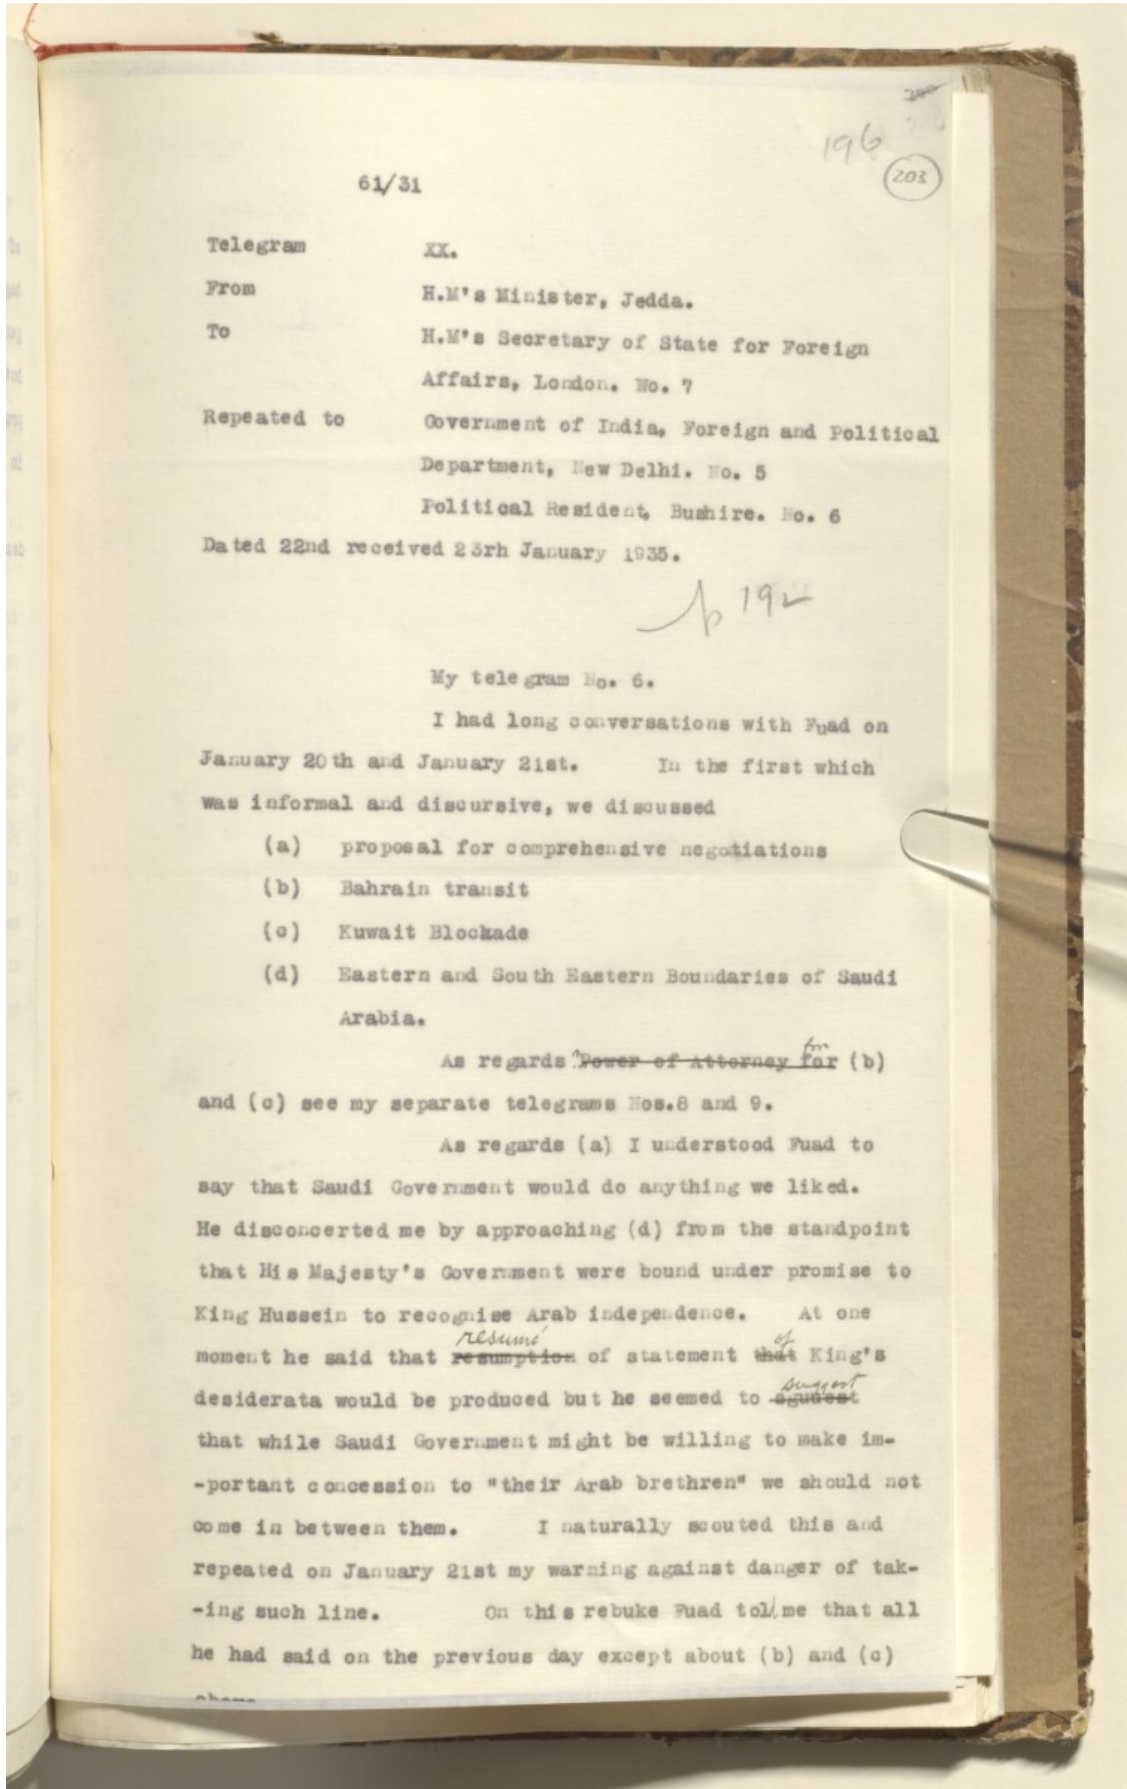 200
196
203
61/31
Telegram XX.
From H.M's Minister, Jedda.
To H.M's Secretary of State for Foreign
Affairs, London. No. 7
Repeated to Government of India, Foreign and Political
Department, New Delhi. No. 5
Political Resident, Bushire. No. 6
Dated 22nd received 23rh January 1935.
p 192
My telegram No. 6.
I had long conversations with Fuad on
January 20th and January 21st. In the first which
was informal and discursive, we discussed
(a) proposal for comprehensive negotiations
(b) Bahrain transit
(c) Kuwait Blockade
(d) Eastern and South Eastern Boundaries of Saudi
Arabia.
for
As regards "Power of Attorney for (b)
and (c) see my separate telegrams Nos.8 and 9.
As regards (a) I understood Fuad to
say that Saudi Government would do anything we liked.
He disconcerted me by approaching (d) from the standpoint
that His Majesty's Government were bound under promise to
King Hussein to recognise Arab independence. At one
resumé of
moment he said that resumption of statement that King's
suggest
desiderata would be produced but he seemed to sguuest
that while Saudi Government might be willing to make im-
-portant concession to "their Arab brethren" we should not
come in between them. I naturally scouted this and
repeated on January 21st my warning against danger of tak-
-ing such line. On this rebuke Fuad told me that all
he had said on the previous day except about (b) and (c)